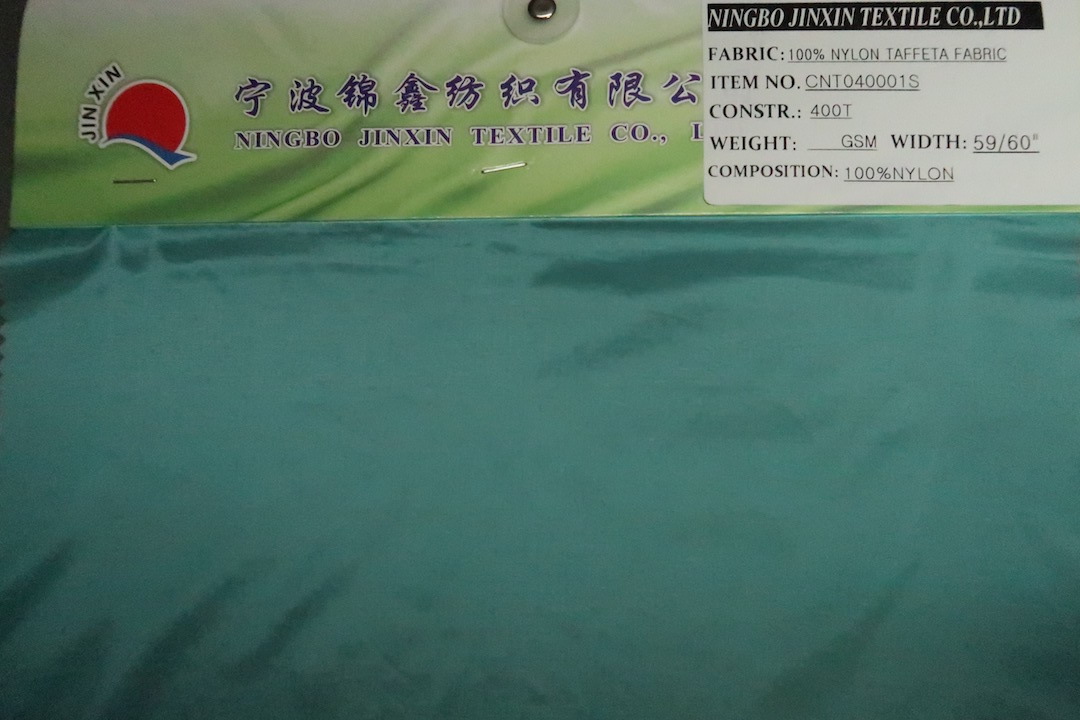 JIN XIN
宁波锦鑫纺织有限公
NINGBO JINXIN TEXTILE CO., L
NINGBO JINXIN TEXTILE CO.,LTD
FABRIC: 100% NYLON TAFFETA FABRIC
ITEM NO. CNT040001S
CONSTR.: 400T
WEIGHT: ___GSM WIDTH: 59/60"
COMPOSITION: 100%NYLON